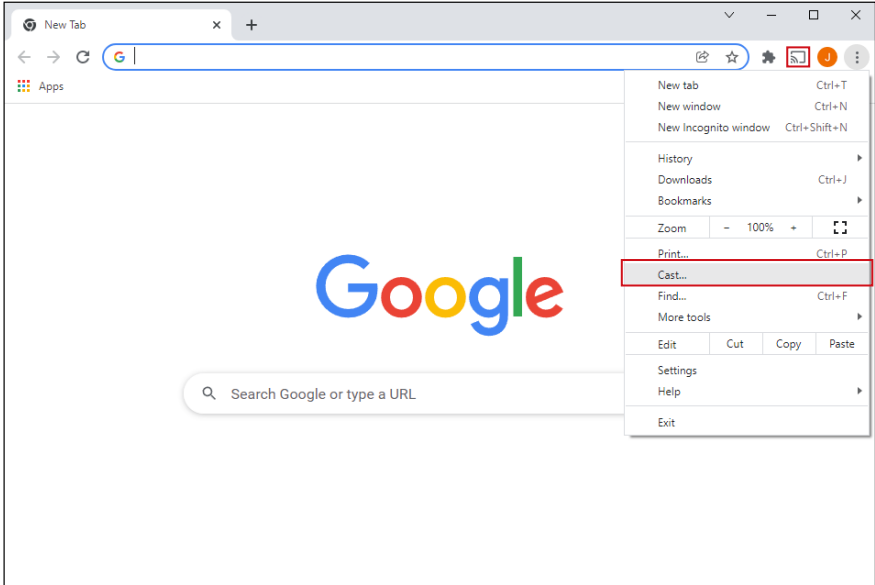 New Tab
G
J
Apps
New tab Ctrl+T
New window Ctrl+N
New Incognito window Ctrl+Shift+N
History
Downloads Ctrl+J
Bookmarks
Zoom - 100% +
Print... Ctrl+P
Cast...
Find... Ctrl+F
More tools
Edit Cut Copy Paste
Settings
Help
Exit
Google
Search Google or type a URL